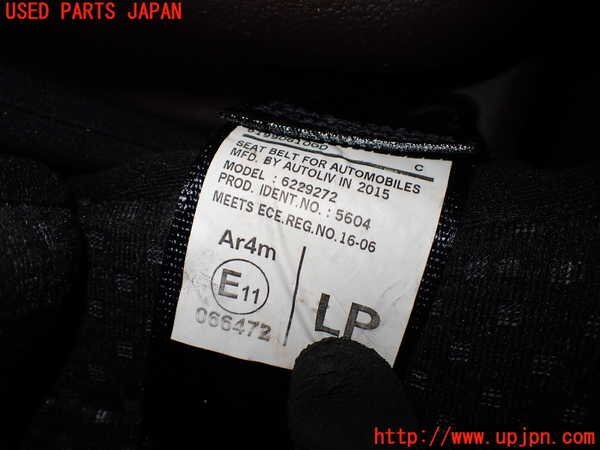 USED PARTS JAPAN
C
SEAT BELT FOR AUTOMOBILES
MFD. BY AUTOLIV IN 2015
MODEL : 6229272
PROD. IDENT.NO. : 5604
MEETS ECE.REG.NO.16-06
Ar4m
E11
066472
LP
http://www.upjpn.com/